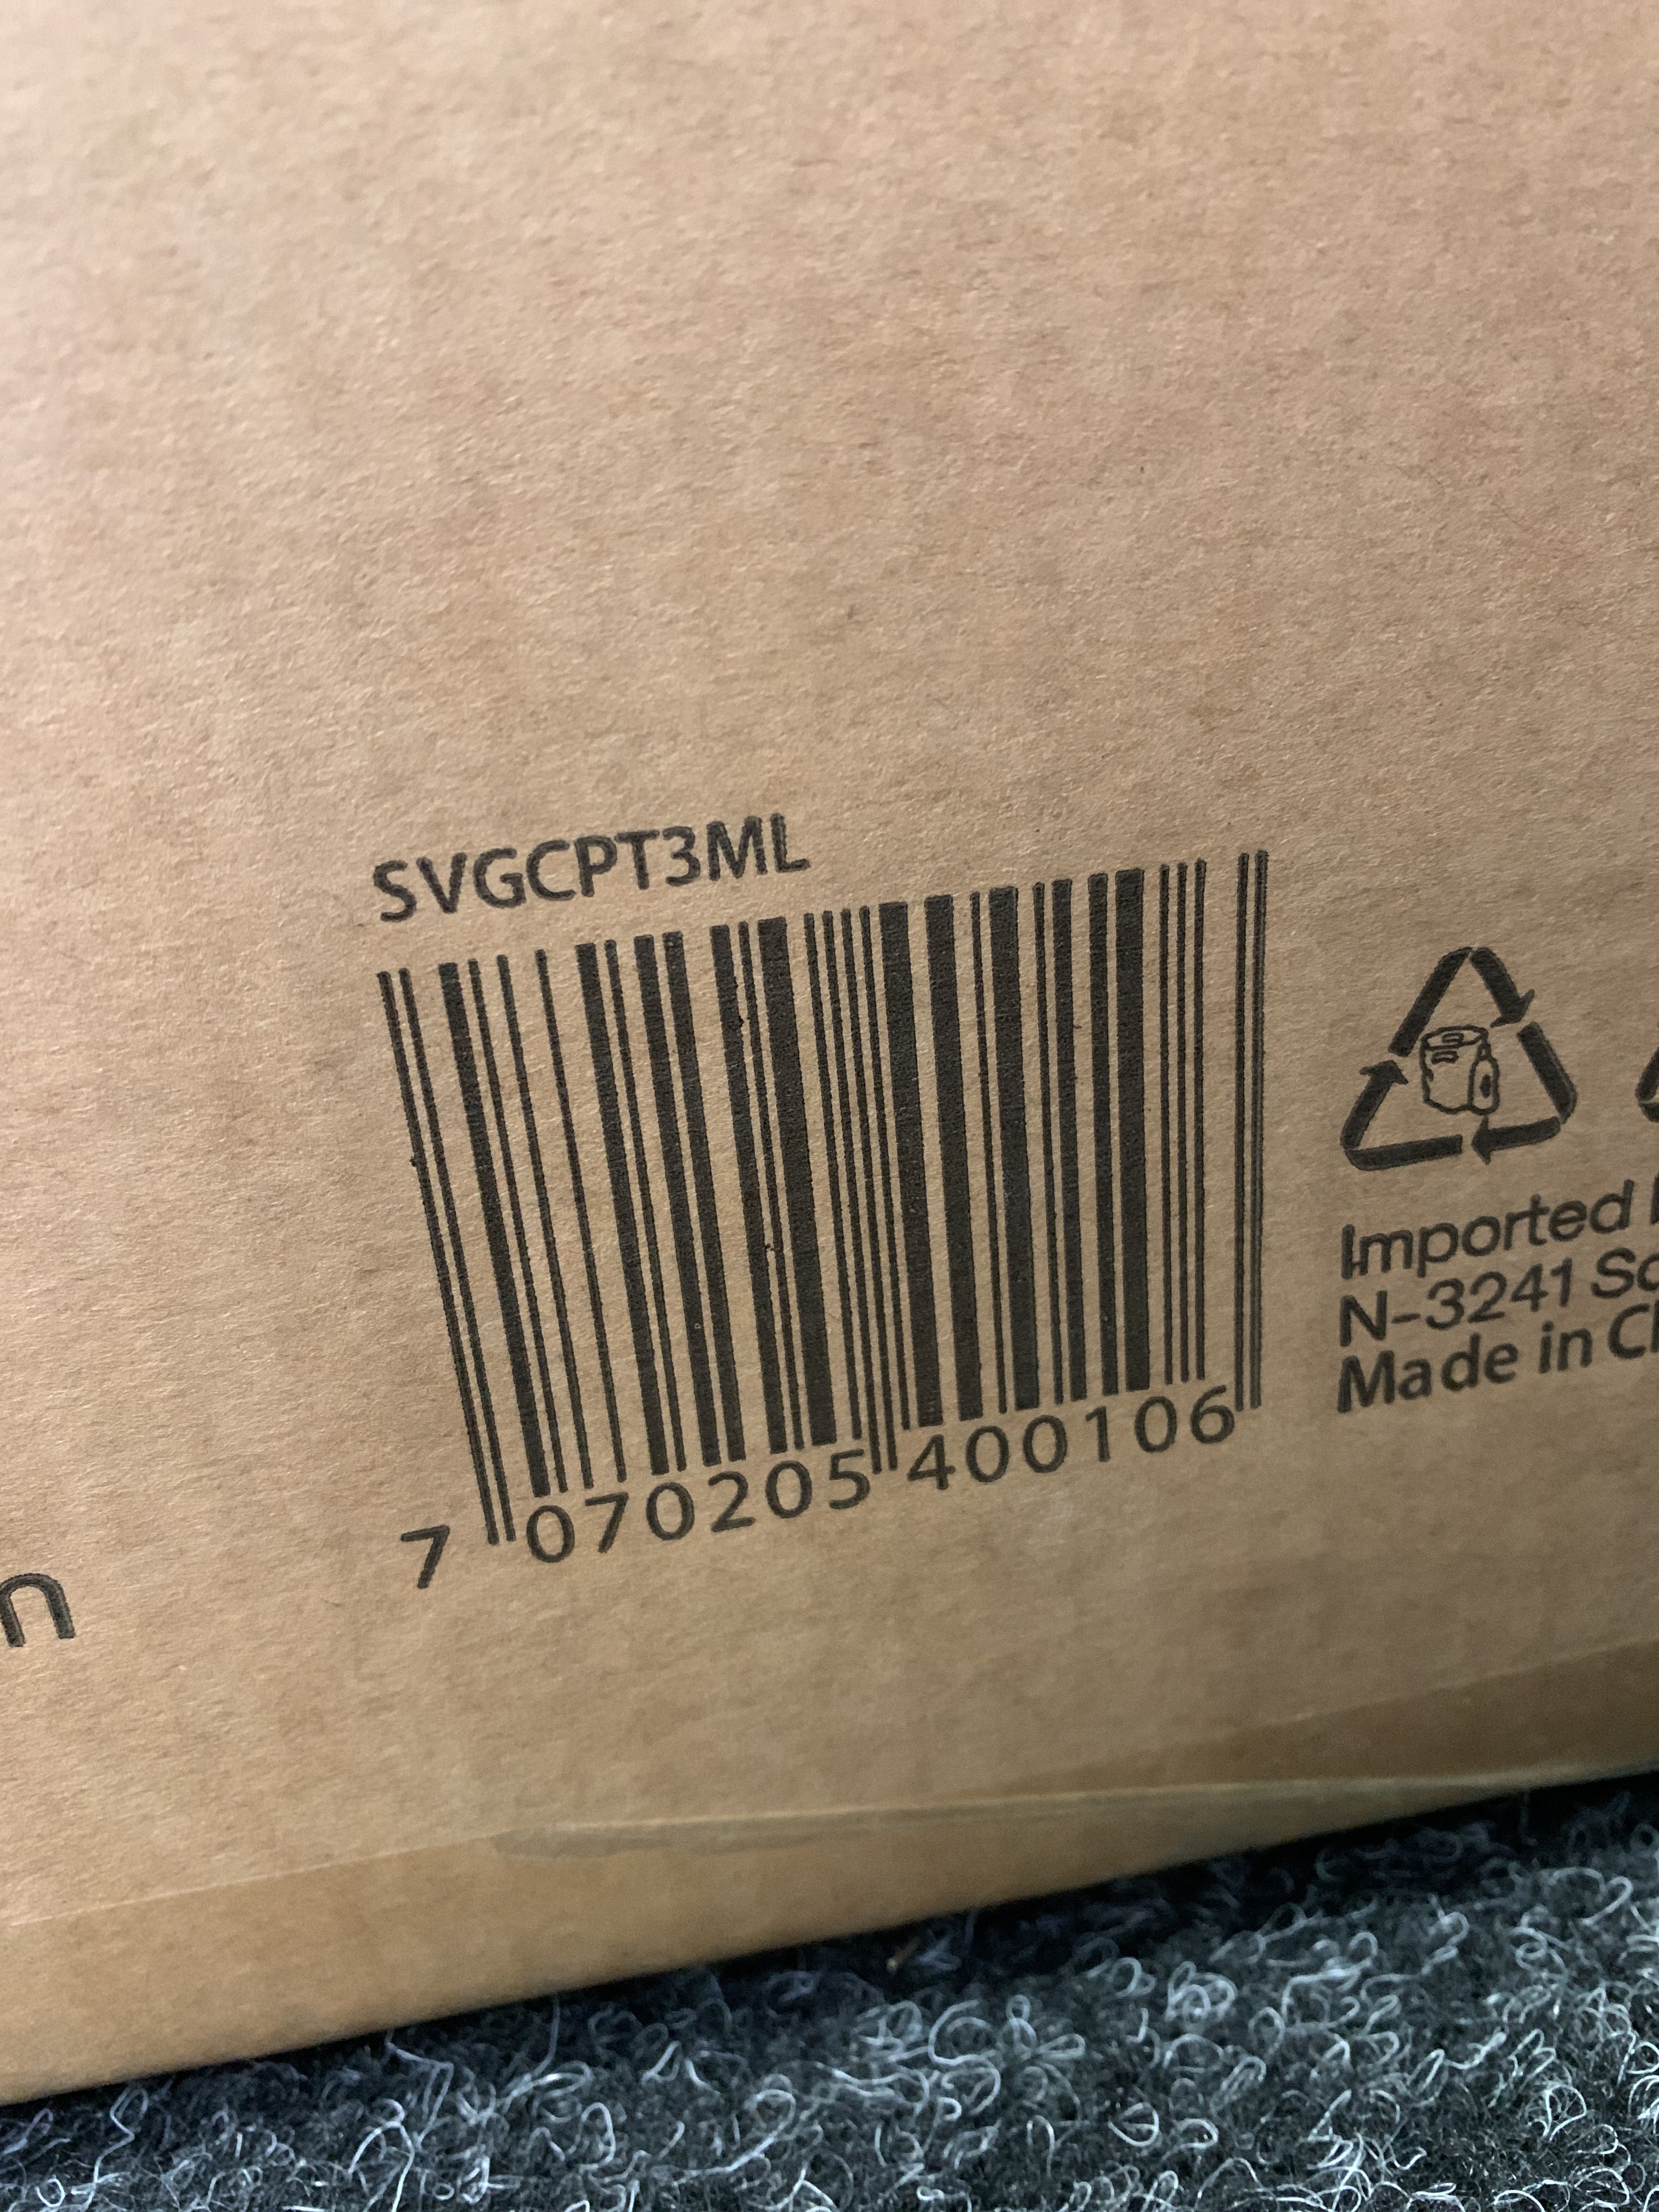 SVGCPT3ML
7 070205 400106
Imported
N-3241
Made in
n